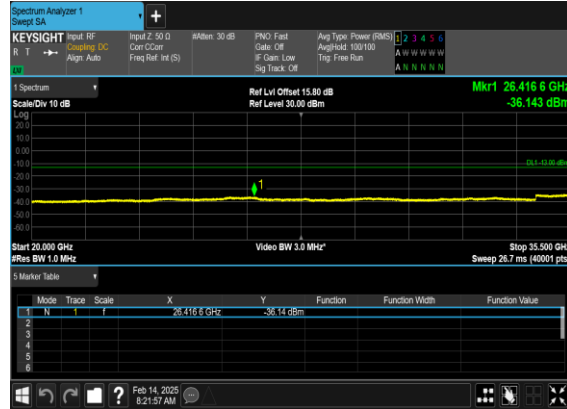 Spectrum Analyzer 1
Swept SA
+
KEYSIGHT
R T
LW
Input: RF
Coupling: DC
Align: Auto
Input Z: 50 Ω
Corr CCorr
Freq Ref: Int (S)
#Atten: 30 dB
PNO: Fast
Gate: Off
IF Gain: Low
Sig Track: Off
Avg Type: Power (RMS)
Avg|Hold: 100/100
Trig: Free Run
1 2 3 4 5 6
A W W W W W
A N N N N N
1 Spectrum
Scale/Div 10 dB
Ref Lvl Offset 15.80 dB
Ref Level 30.00 dBm
Mkr1 26.416 6 GHz
-36.143 dBm
Log
20.0
10.0
0.00
-10.0
-20.0
-30.0
-40.0
-50.0
-60.0
DL1 -13.00 dBm
1
Start 20.000 GHz
#Res BW 1.0 MHz
Video BW 3.0 MHz*
Stop 35.500 GHz
Sweep 26.7 ms (40001 pts)
5 Marker Table
Mode Trace Scale X Y Function Function Width Function Value
1 N 1 f 26.416 6 GHz -36.14 dBm
2
3
4
5
6
?
Feb 14, 2025
8:21:57 AM